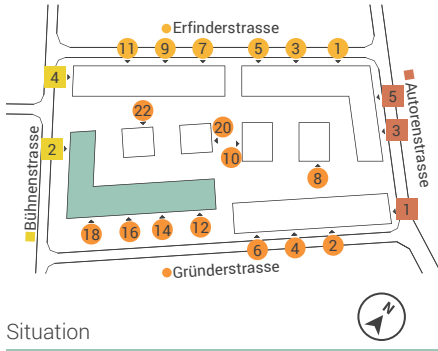 Erfinderstrasse
11 9 7 5 3 1
4
5
Autorenstrasse
22
20
3
2
10
8
Bühnenstrasse
1
18 16 14 12
6 4 2
Gründerstrasse
N
Situation